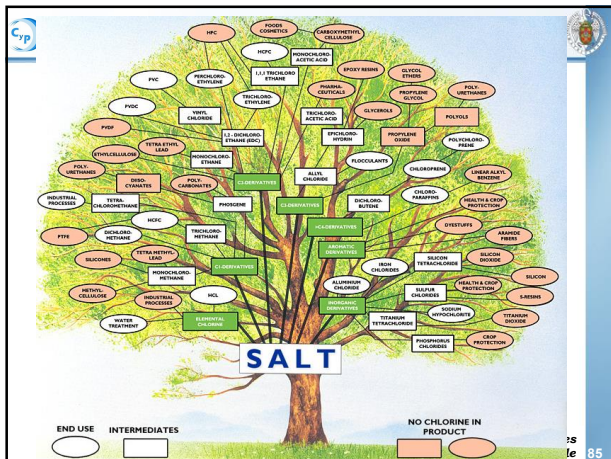 CyP
FOODS
COSMETICS
HFC
CARBOXYMETHYL
CELLULOSE
HCFC
MONOCHLORO-
ACETIC ACID
PERCHLORO-
ETHYLENE
1,1,1 TRICHLORO
ETHANE
EPOXY RESINS
GLYCOL
ETHERS
PVC
TRICHLORO-
ETHYLENE
PHARMA-
CEUTICALS
PROPYLENE
GLYCOL
POLY-
URETHANES
PVDC
VINYL
CHLORIDE
TRICHLORO-
ACETIC ACID
GLYCEROLS
POLYOLS
PVDF
1,2 - DICHLORO-
ETHANE (EDC)
EPICHLOR-
HYDRIN
PROPYLENE
OXIDE
POLYCHLORO-
PRENE
ETHYLCELLULOSE
TETRA ETHYL
LEAD
MONOCHLORO-
ETHANE
FLOCCULANTS
POLY-
URETHANES
DIISO-
CYANATES
POLY-
CARBONATES
C2-DERIVATIVES
ALLYL
CHLORIDE
CHLOROPRENE
LINEAR ALKYL
BENZENE
INDUSTRIAL
PROCESSES
TETRA-
CHLOROMETHANE
PHOSGENE
C3-DERIVATIVES
DICHLORO-
BUTENE
CHLORO-
PARAFFINS
HEALTH & CROP
PROTECTION
HCFC
>C4-DERIVATIVES
DYESTUFFS
PTFE
DICHLORO-
METHANE
TRICHLORO-
METHANE
AROMATIC
DERIVATIVES
ARAMIDE
FIBERS
SILICONES
TETRA METHYL-
LEAD
C1-DERIVATIVES
IRON
CHLORIDES
SILICON
TETRACHLORIDE
SILICON
DIOXIDE
MONOCHLORO-
METHANE
ALUMINIUM
CHLORIDE
HEALTH & CROP
PROTECTION
SILICON
METHYL-
CELLULOSE
INDUSTRIAL
PROCESSES
HCL
SULFUR
CHLORIDES
S-RESINS
INORGANIC
DERIVATIVES
SODIUM
HYPOCHLORITE
WATER
TREATMENT
ELEMENTAL
CHLORINE
TITANIUM
TETRACHLORIDE
TITANIUM
DIOXIDE
PHOSPHORUS
CHLORIDES
CROP
PROTECTION
SALT
END USE
INTERMEDIATES
NO CHLORINE IN
PRODUCT
es
le
85